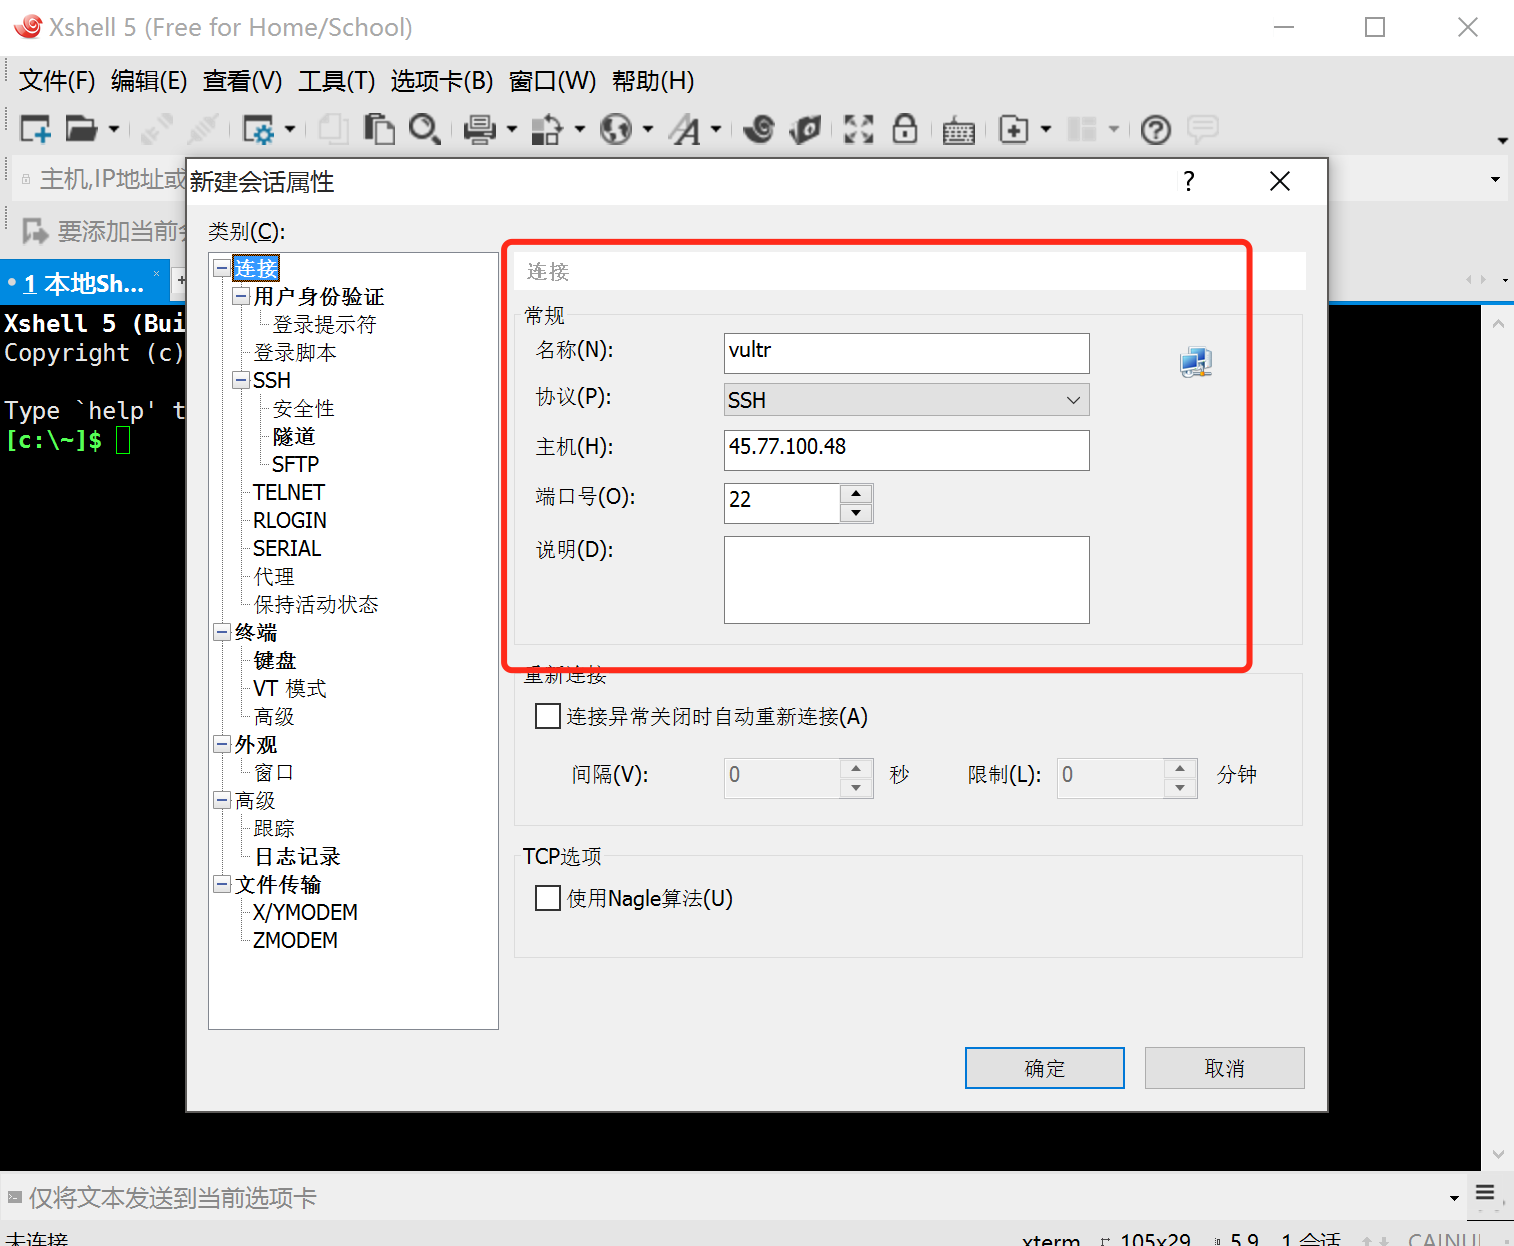 Xshell 5 (Free for Home/School)
文件(F) 编辑(E) 查看(V) 工具(T) 选项卡(B) 窗口(W) 帮助(H)
主机,IP地址或
要添加当前
1 本地Sh...
Xshell 5 (Bui
Copyright (c)
Type `help' t
[c:\~]$
新建会话属性
类别(C):
连接
用户身份验证
登录提示符
登录脚本
SSH
安全性
隧道
SFTP
TELNET
RLOGIN
SERIAL
代理
保持活动状态
终端
键盘
VT 模式
高级
外观
窗口
高级
跟踪
日志记录
文件传输
X/YMODEM
ZMODEM
连接
常规
名称(N): vultr
协议(P): SSH
主机(H): 45.77.100.48
端口号(O): 22
说明(D):
重新连接
连接异常关闭时自动重新连接(A)
间隔(V): 0 秒 限制(L): 0 分钟
TCP选项
使用Nagle算法(U)
确定 取消
仅将文本发送到当前选项卡
未连接 xterm 105x29 5,9 1 会话